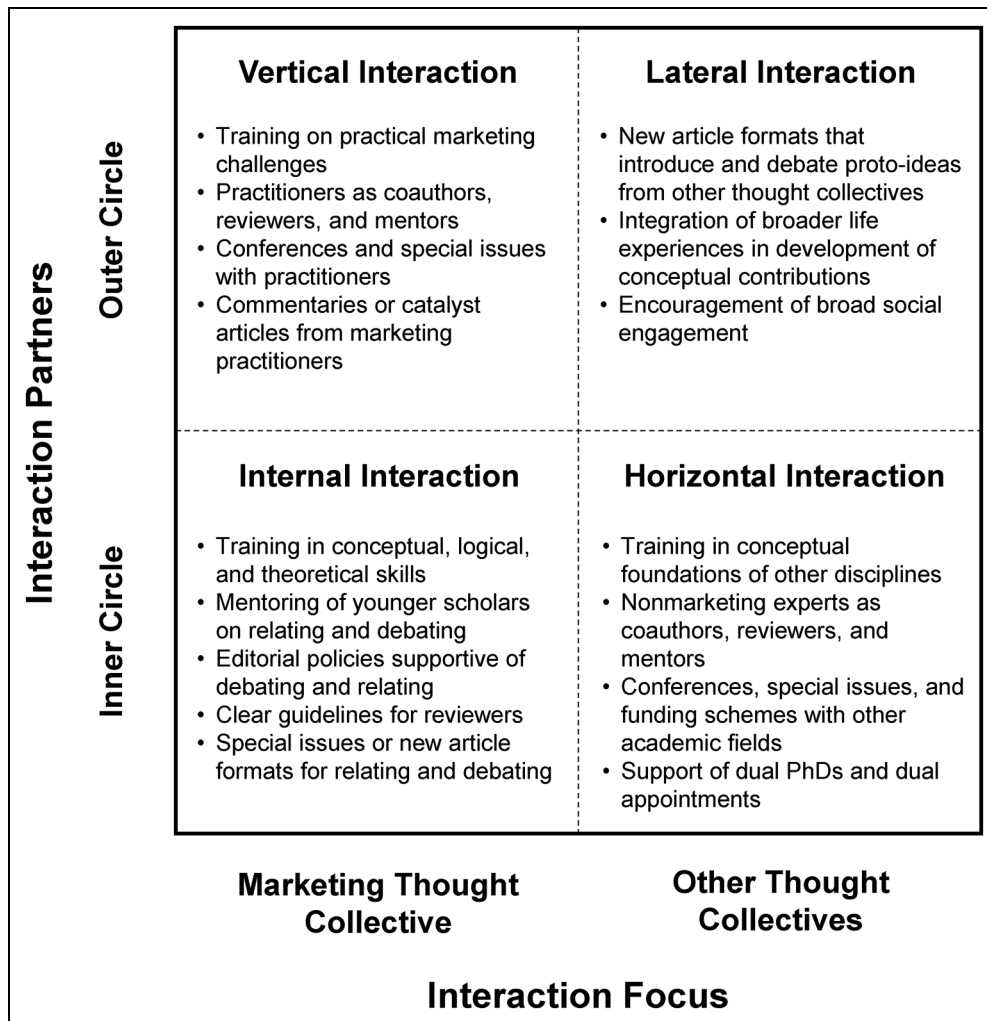 Interaction Partners
Outer Circle
Inner Circle
Vertical Interaction
• Training on practical marketing
challenges
• Practitioners as coauthors,
reviewers, and mentors
• Conferences and special issues
with practitioners
• Commentaries or catalyst
articles from marketing
practitioners
Lateral Interaction
• New article formats that
introduce and debate proto-ideas
from other thought collectives
• Integration of broader life
experiences in development of
conceptual contributions
• Encouragement of broad social
engagement
Internal Interaction
• Training in conceptual, logical,
and theoretical skills
• Mentoring of younger scholars
on relating and debating
• Editorial policies supportive of
debating and relating
• Clear guidelines for reviewers
• Special issues or new article
formats for relating and debating
Horizontal Interaction
• Training in conceptual
foundations of other disciplines
• Nonmarketing experts as
coauthors, reviewers, and
mentors
• Conferences, special issues, and
funding schemes with other
academic fields
• Support of dual PhDs and dual
appointments
Marketing Thought
Collective
Other Thought
Collectives
Interaction Focus